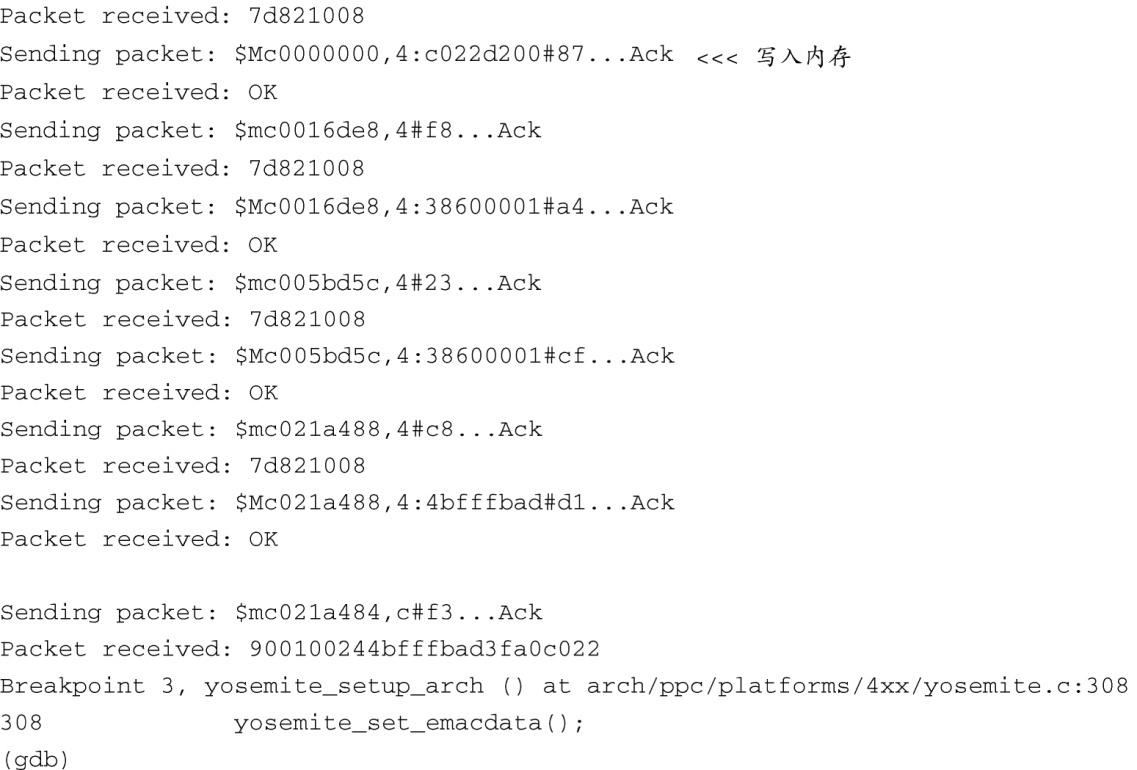 Packet received: 7d821008
Sending packet: $Mc0000000,4:c022d200#87...Ack <<< 写入内存
Packet received: OK
Sending packet: $mc0016de8,4#f8...Ack
Packet received: 7d821008
Sending packet: $Mc0016de8,4:38600001#a4...Ack
Packet received: OK
Sending packet: $mc005bd5c,4#23...Ack
Packet received: 7d821008
Sending packet: $Mc005bd5c,4:38600001#cf...Ack
Packet received: OK
Sending packet: $mc021a488,4#c8...Ack
Packet received: 7d821008
Sending packet: $Mc021a488,4:4bfffbad#d1...Ack
Packet received: OK
Sending packet: $mc021a484,c#f3...Ack
Packet received: 900100244bfffbad3fa0c022
Breakpoint 3, yosemite_setup_arch () at arch/ppc/platforms/4xx/yosemite.c:308
308 yosemite_set_emacdata();
(gdb)